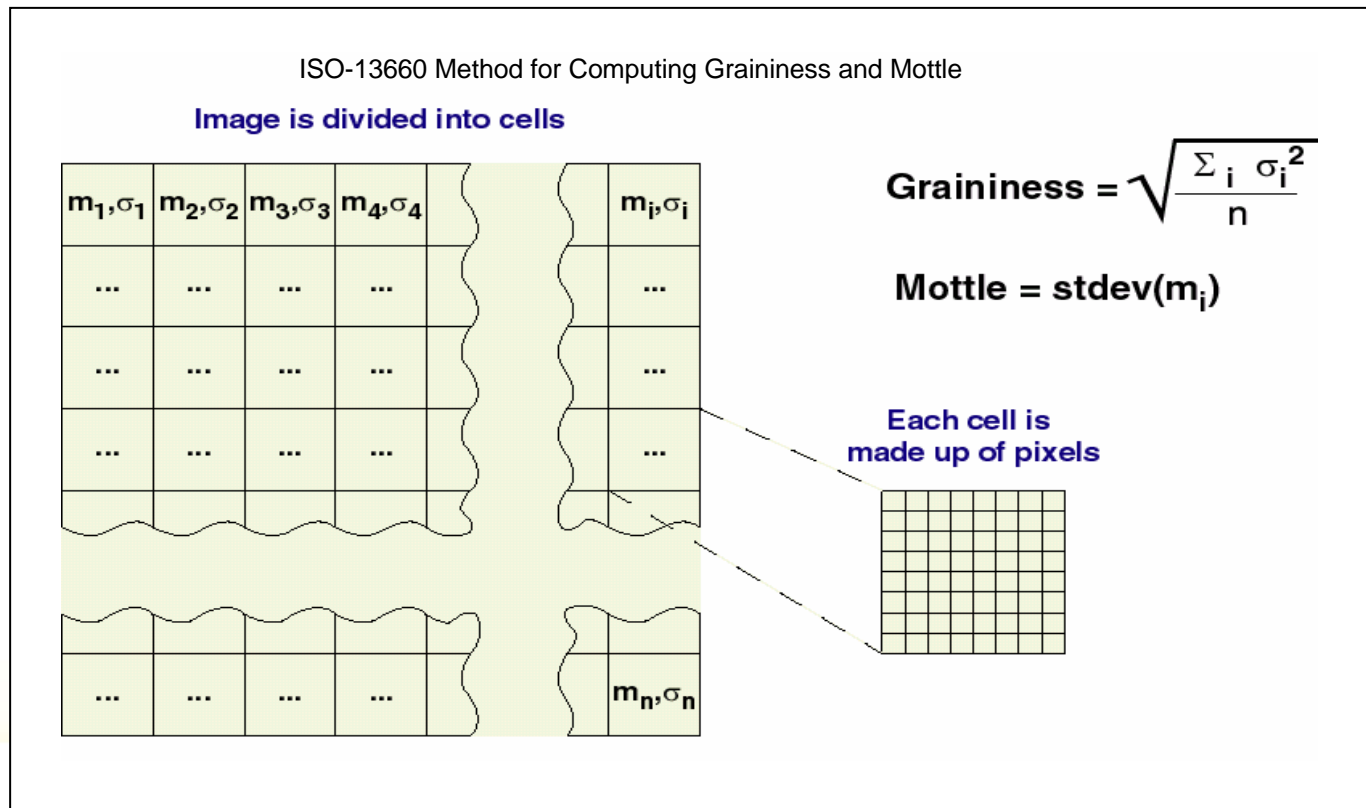 ISO-13660 Method for Computing Graininess and Mottle
Image is divided into cells
m₁,σ₁ m₂,σ₂ m₃,σ₃ m₄,σ₄ mᵢ,σᵢ
... ... ... ... ...
... ... ... ... ...
... ... ... ... ...
... ... ... ... mₙ,σₙ
Graininess = √(Σ ᵢ σᵢ² / n)
Mottle = stdev(mᵢ)
Each cell is
made up of pixels